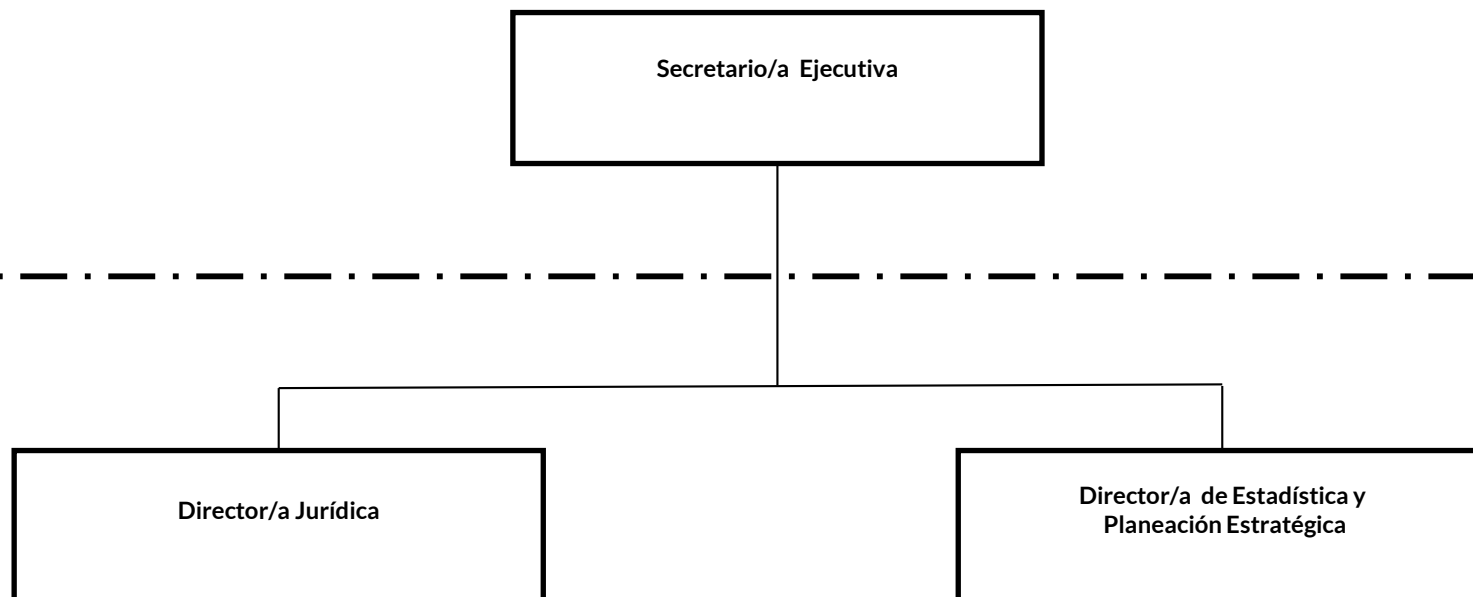 Secretario/a Ejecutiva
Director/a Jurídica
Director/a de Estadística y
Planeación Estratégica